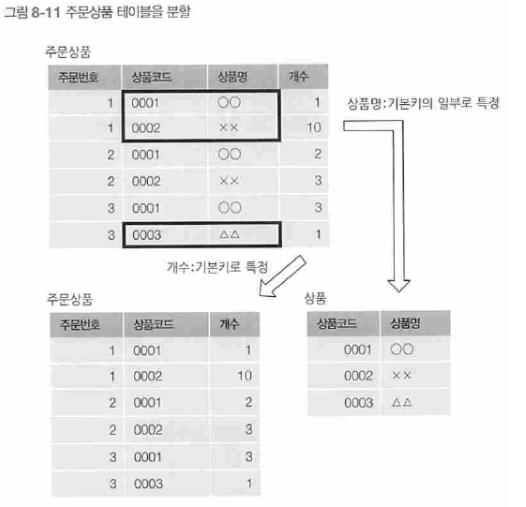 그림 8-11 주문상품 테이블을 분할
주문상품
주문번호 상품코드 상품명 개수
1 0001 ○○ 1
1 0002 ×× 10
2 0001 ○○ 2
2 0002 ×× 3
3 0001 ○○ 3
3 0003 △△ 1
상품명:기본키의 일부로 특정
개수:기본키로 특정
주문상품
주문번호 상품코드 개수
1 0001 1
1 0002 10
2 0001 2
2 0002 3
3 0001 3
3 0003 1
상품
상품코드 상품명
0001 ○○
0002 ××
0003 △△